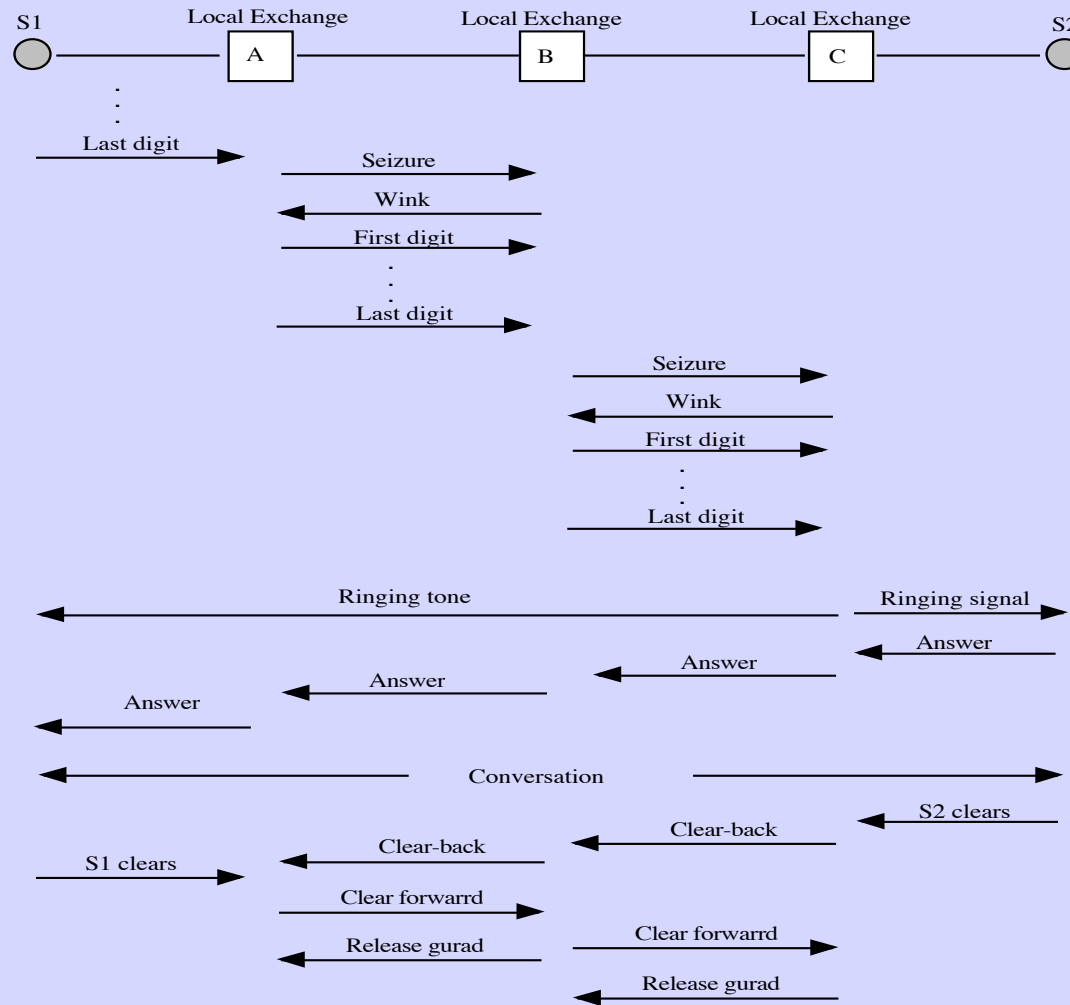 S1
Local Exchange
Local Exchange
Local Exchange
S2
A
B
C
Last digit
Seizure
Wink
First digit
Last digit
Seizure
Wink
First digit
Last digit
Ringing tone
Ringing signal
Answer
Answer
Answer
Answer
Conversation
S2 clears
Clear-back
Clear-back
S1 clears
Clear forwarrd
Clear forwarrd
Release gurad
Release gurad